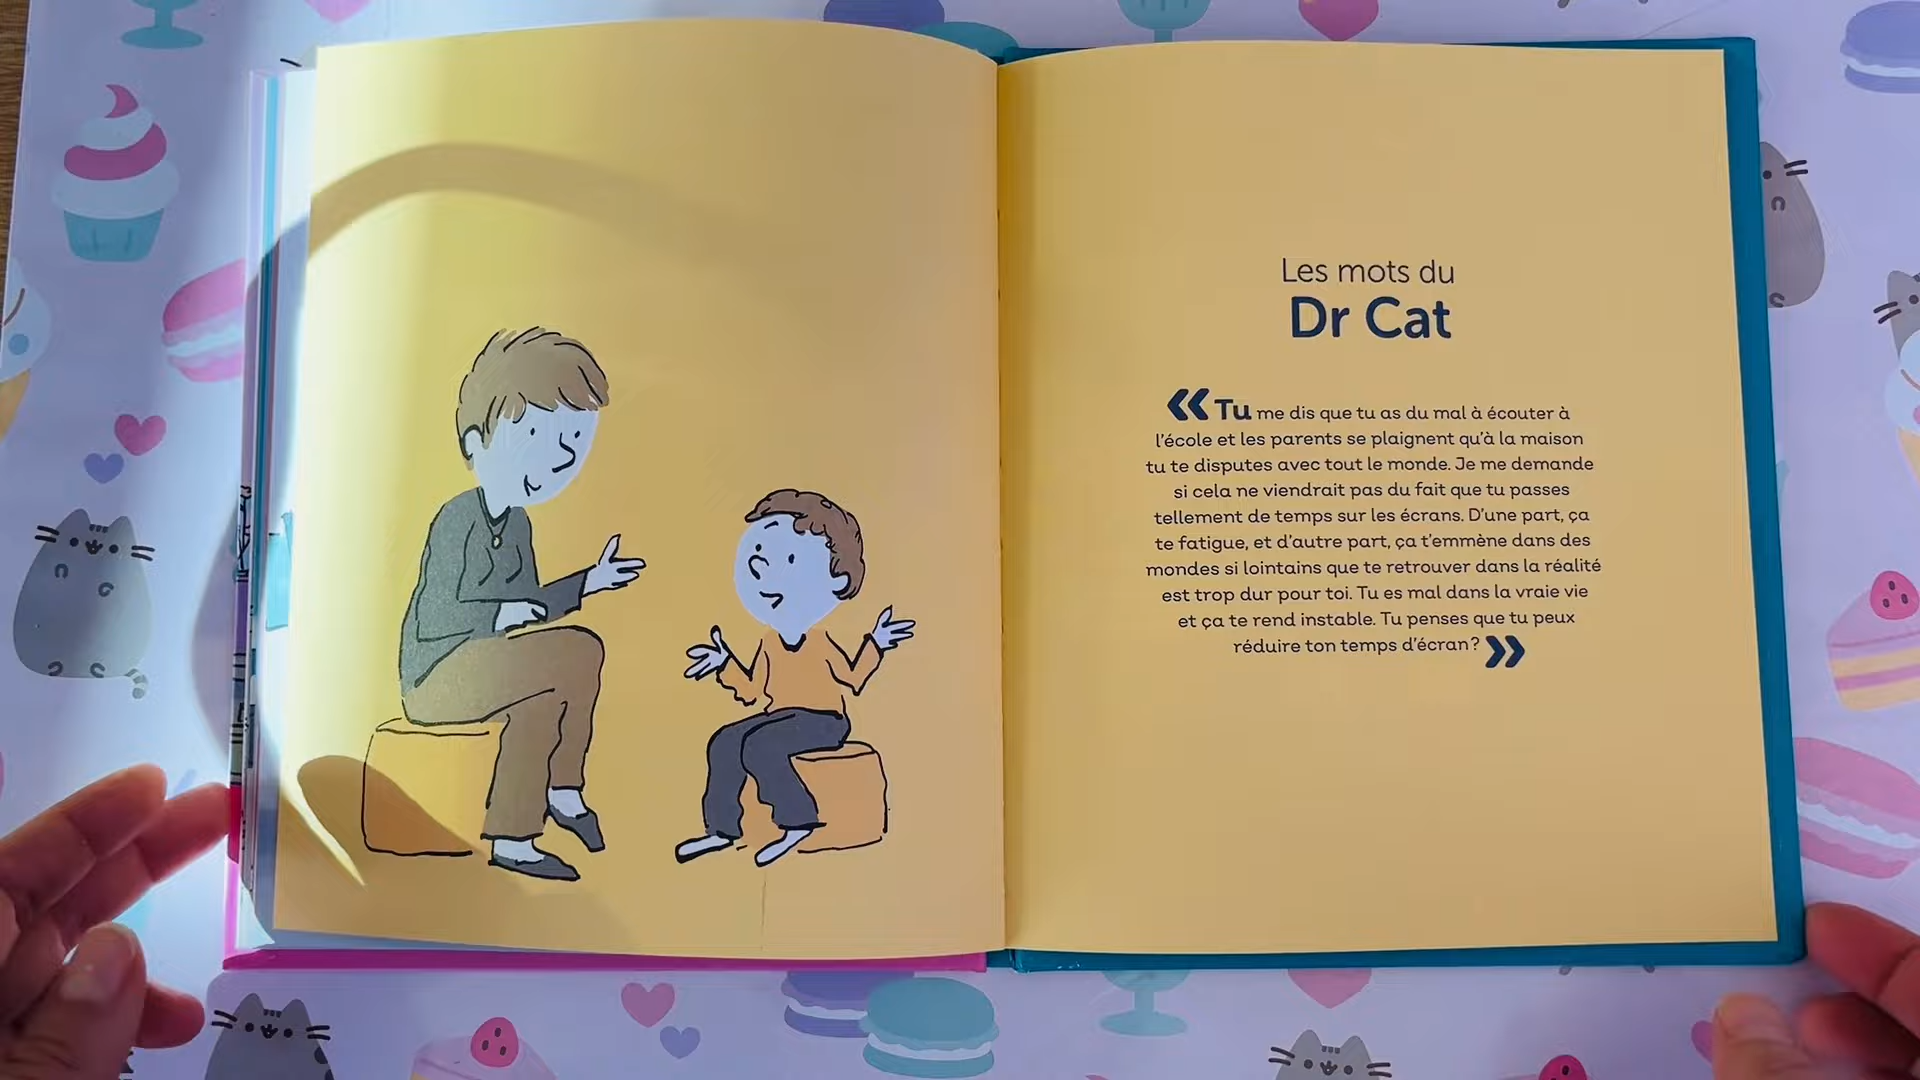 Les mots du
Dr Cat
« Tu me dis que tu as du mal à écouter à
l'école et les parents se plaignent qu'à la maison
tu te disputes avec tout le monde. Je me demande
si cela ne viendrait pas du fait que tu passes
tellement de temps sur les écrans. D'une part, ça
te fatigue, et d'autre part, ça t'emmène dans des
mondes si lointains que te retrouver dans la réalité
est trop dur pour toi. Tu es mal dans la vraie vie
et ça te rend instable. Tu penses que tu peux
réduire ton temps d'écran? »